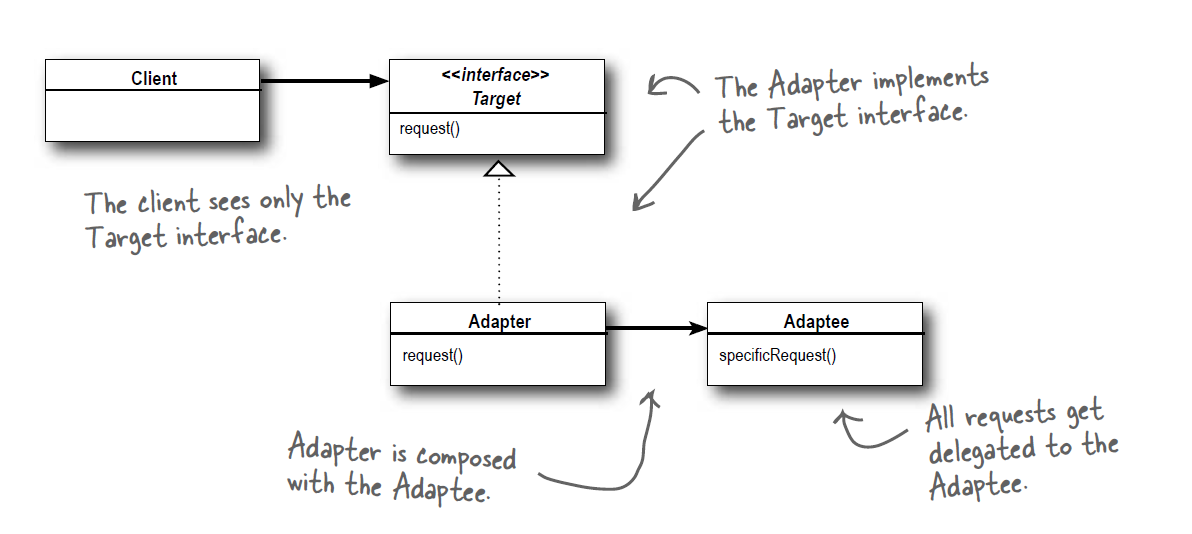 Client
<<interface>>
Target
request()
The Adapter implements
the Target interface.
The client sees only the
Target interface.
Adapter
request()
Adaptee
specificRequest()
Adapter is composed
with the Adaptee.
All requests get
delegated to the
Adaptee.